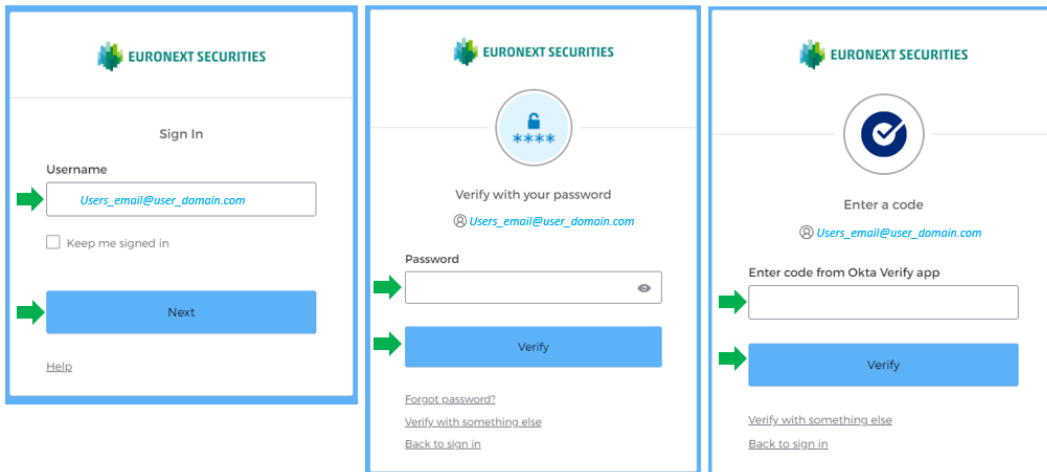 EURONEXT SECURITIES
Sign In
Username
Users_email@user_domain.com
Keep me signed in
Next
Help
EURONEXT SECURITIES
****
Verify with your password
Users_email@user_domain.com
Password
Verify
Forgot password?
Verify with something else
Back to sign in
EURONEXT SECURITIES
Enter a code
Users_email@user_domain.com
Enter code from Okta Verify app
Verify
Verify with something else
Back to sign in